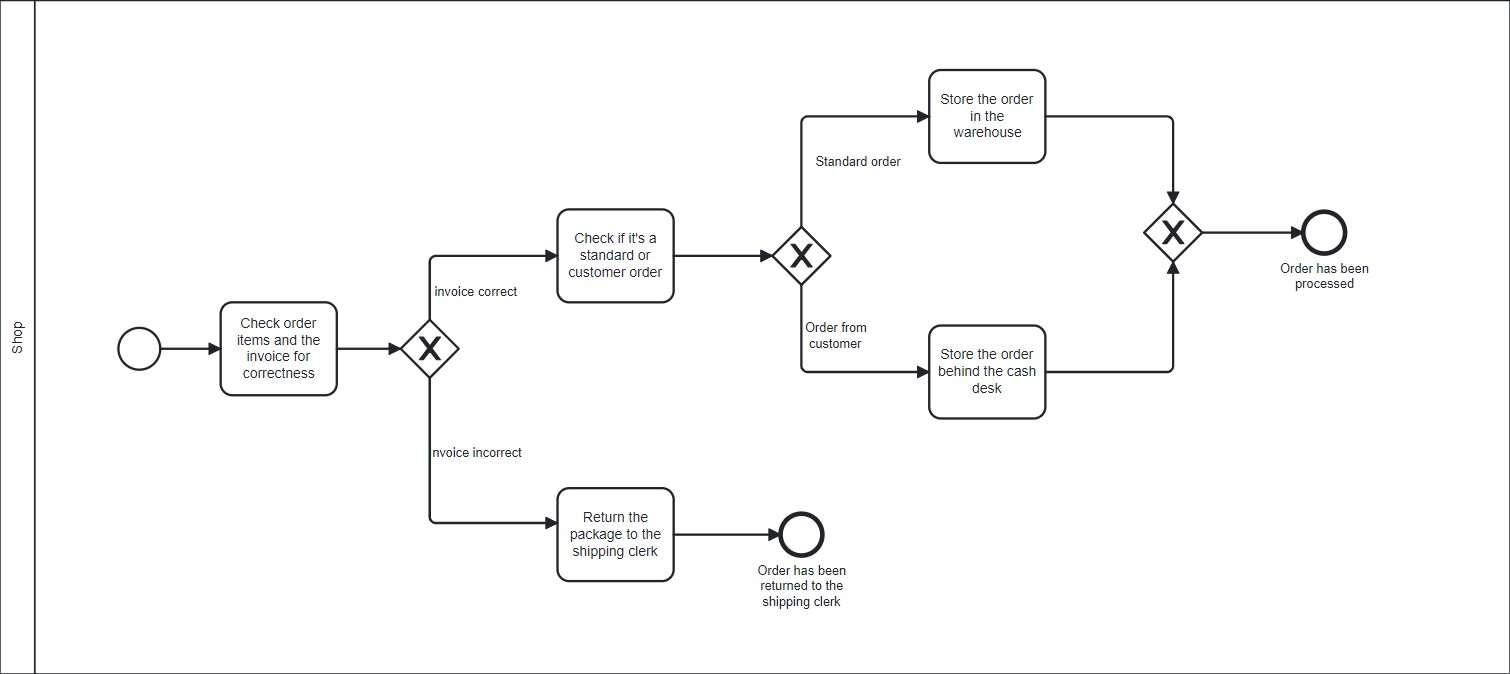 Shop
Check order
items and the
invoice for
correctness
invoice correct
nvoice incorrect
Check if it's a
standard or
customer order
Return the
package to the
shipping clerk
Order has been
returned to the
shipping clerk
Standard order
Order from
customer
Store the order
in the
warehouse
Store the order
behind the cash
desk
Order has been
processed